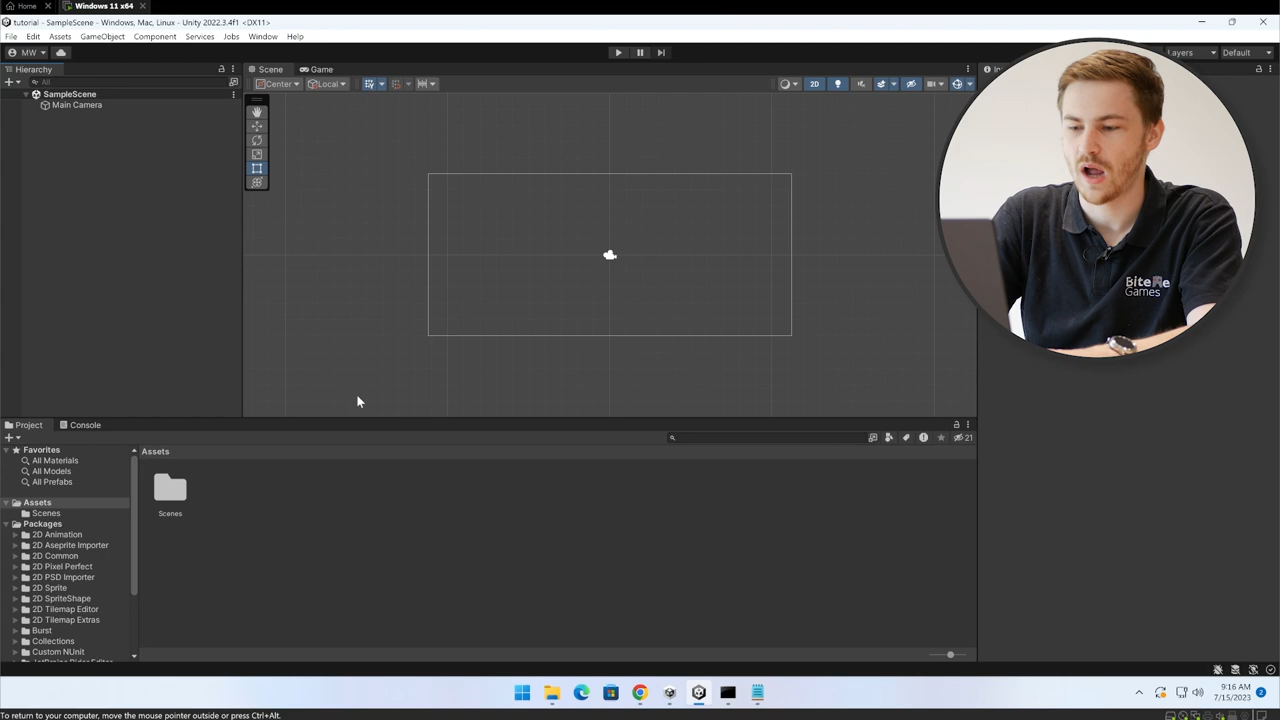 Home
Windows 11 x64
tutorial - SampleScene - Windows, Mac, Linux - Unity 2022.3.4f1 <DX11>
File Edit Assets GameObject Component Services Jobs Window Help
MW
Layers Default
Hierarchy
All
SampleScene
Main Camera
Scene Game
Center Local
2D
BiteMe
Games
Project Console
21
Favorites
All Materials
All Models
All Prefabs
Assets
Scenes
Packages
2D Animation
2D Aseprite Importer
2D Common
2D Pixel Perfect
2D PSD Importer
2D Sprite
2D SpriteShape
2D Tilemap Editor
2D Tilemap Extras
Burst
Collections
Custom NUnit
Assets
Scenes
9:16 AM
7/15/2023
2
To return to your computer, move the mouse pointer outside or press Ctrl+Alt.